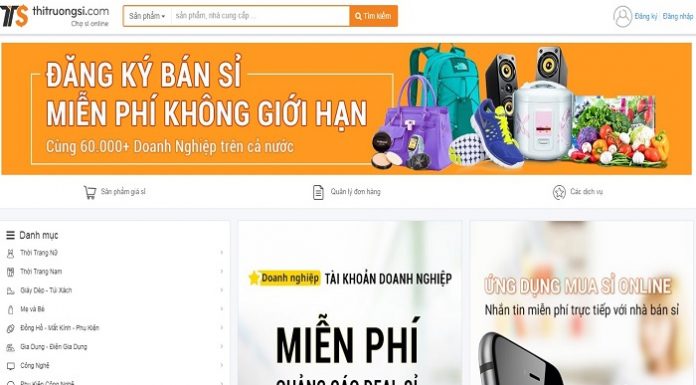 thitruongsi.com
Chợ sỉ online
Sản phẩm
sản phẩm, nhà cung cấp ...
Tìm kiếm
Đăng ký
Đăng nhập
ĐĂNG KÝ BÁN SỈ
MIỄN PHÍ KHÔNG GIỚI HẠN
Cùng 60.000+ Doanh Nghiệp trên cả nước
Sản phẩm giá sỉ
Quản lý đơn hàng
Các dịch vụ
Danh mục
Thời Trang Nữ
Thời Trang Nam
Giày Dép - Túi Xách
Mẹ và Bé
Đồng Hồ - Mắt Kính - Phụ Kiện
Gia Dụng - Điện Gia Dụng
Công Nghệ
Phụ Kiện Công Nghệ
Doanh nghiệp
TÀI KHOẢN DOANH NGHIỆP
MIỄN PHÍ
QUẢNG CÁO DEAL SỈ
ỨNG DỤNG MUA SỈ ONLINE
Nhắn tin miễn phí trực tiếp với nhà bán sỉ